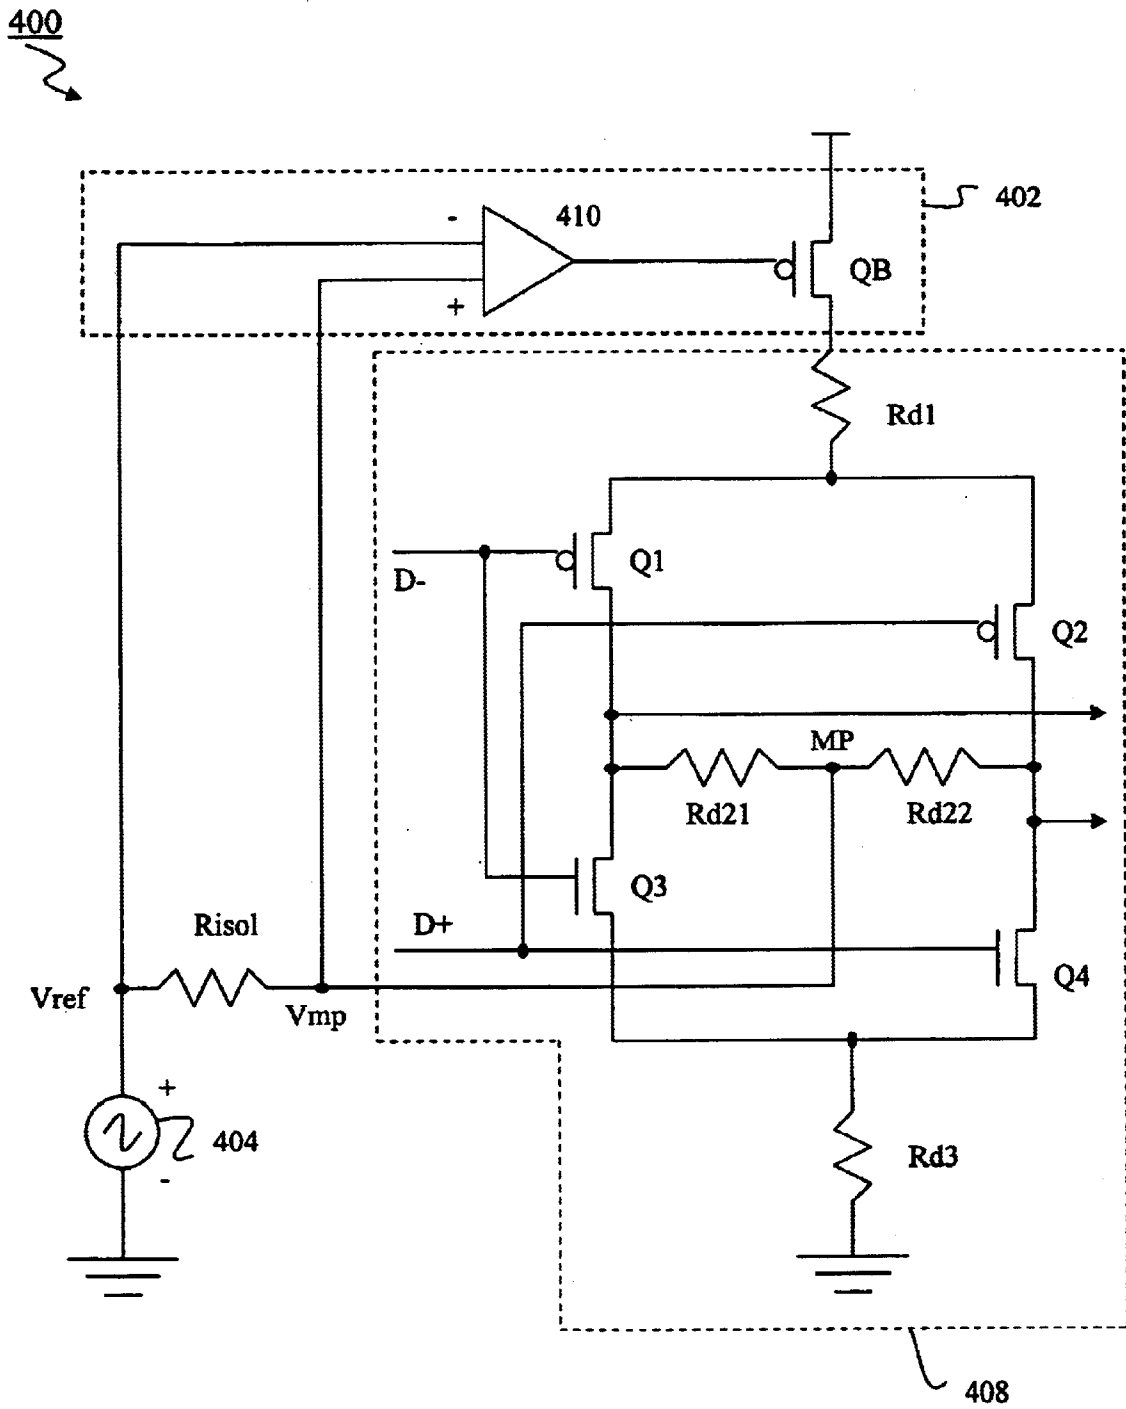 400
402
-
410
+
QB
Rd1
D-
Q1
Q2
MP
Rd21
Rd22
Q3
D+
Risol
Q4
Vref
Vmp
+
404
-
Rd3
408